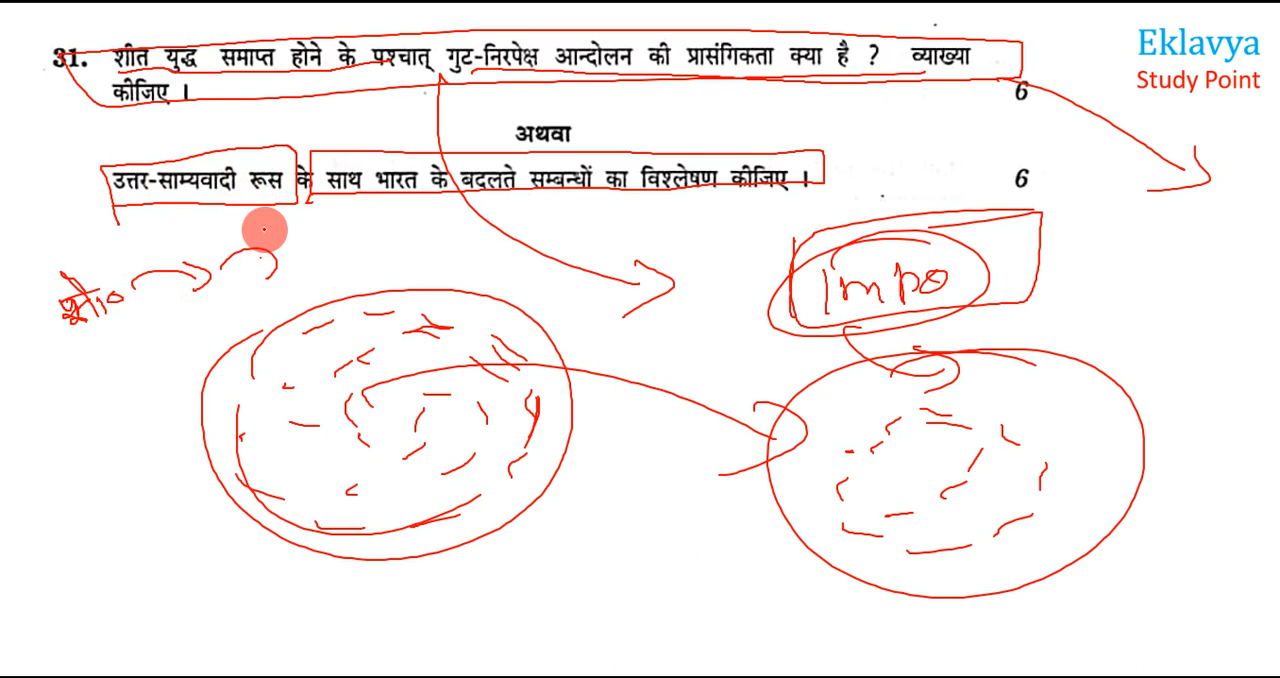 Eklavya
Study Point
31. शीत युद्ध समाप्त होने के पश्चात् गुट-निरपेक्ष आन्दोलन की प्रासंगिकता क्या है ? व्याख्या
कीजिए । 6
अथवा
उत्तर-साम्यवादी रूस के साथ भारत के बदलते सम्बन्धों का विश्लेषण कीजिए । 6
Impo